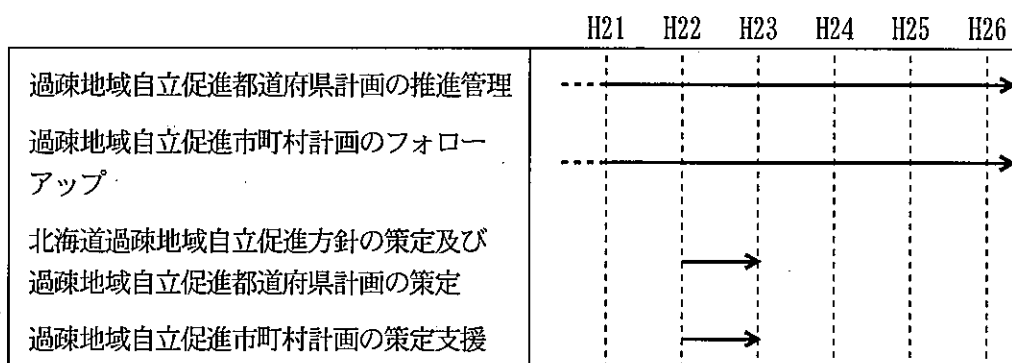 H21 H22 H23 H24 H25 H26
過疎地域自立促進都道府県計画の推進管理
過疎地域自立促進市町村計画のフォロー
アップ
北海道過疎地域自立促進方針の策定及び
過疎地域自立促進都道府県計画の策定
過疎地域自立促進市町村計画の策定支援